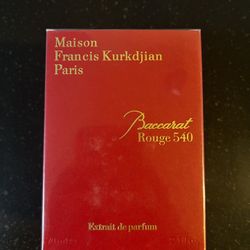 Maison
Francis Kurkdjian
Paris
Baccarat
Rouge 540
Extrait de parfum